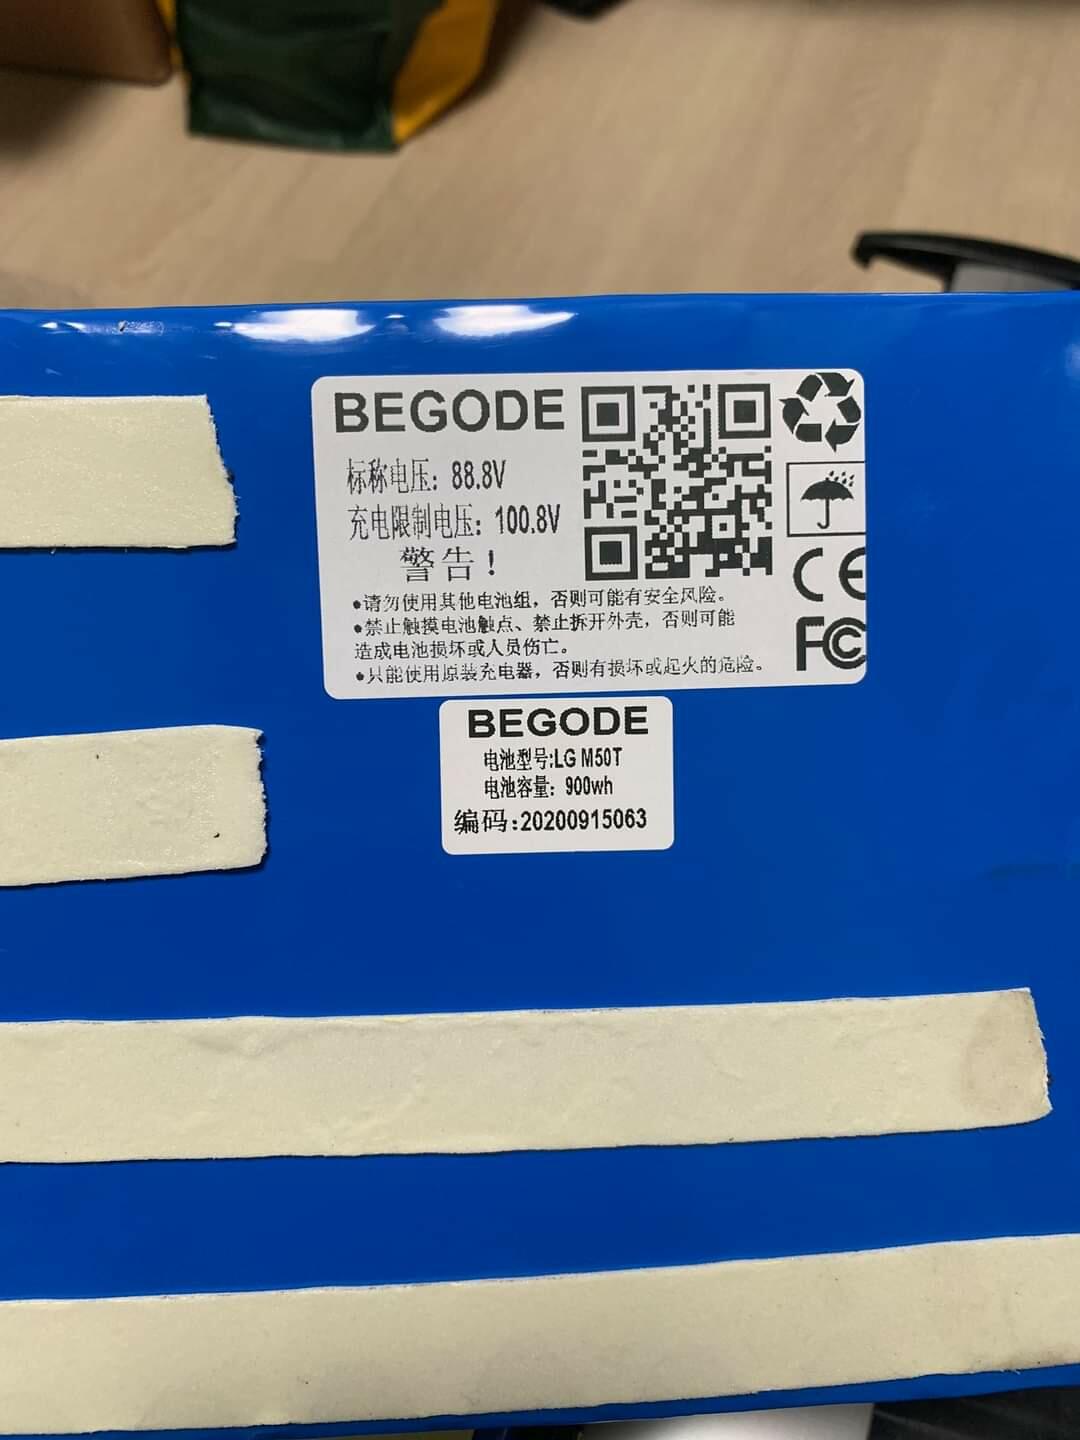 BEGODE
标称电压: 88.8V
充电限制电压: 100.8V
警告!
●请勿使用其他电池组，否则可能有安全风险。
●禁止触摸电池触点、禁止拆开外壳，否则可能
造成电池损坏或人员伤亡。
●只能使用原装充电器，否则有损坏或起火的危险。
CE
FC
BEGODE
电池型号:LG M50T
电池容量: 900wh
编码:20200915063